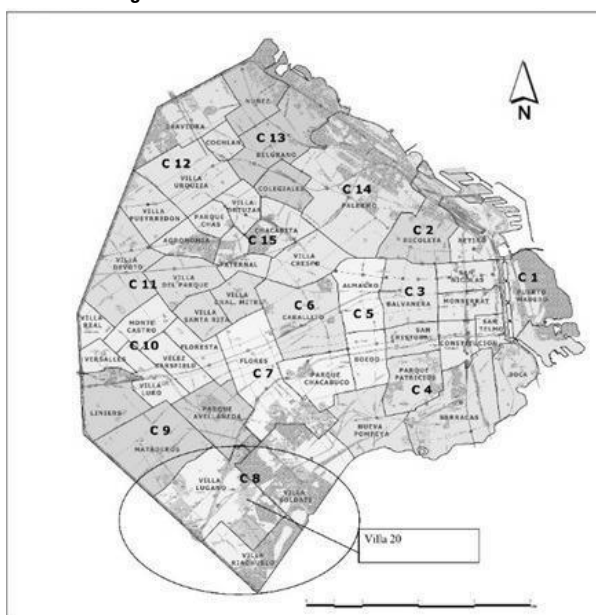 N
NUÑEZ
SAAVEDRA
COGHLAN
C 13
BELGRANO
C 12
VILLA
URQUIZA
COLEGIALES
C 14
PALERMO
VILLA
PUEYRREDON
PARQUE
CHAS
VILLA
ORTUZAR
CHACARITA
C 15
AGRONOMIA
PATERNAL
VILLA
CRESPO
C 2
RECOLETA
RETIRO
VILLA
DEVOTO
C 11
VILLA
DEL PARQUE
VILLA
GRAL. MITRE
VILLA
SANTA RITA
C 6
CABALLITO
ALMAGRO
C 5
C 3
BALVANERA
SAN
NICOLAS
MONSERRAT
C 1
PUERTO
MADERO
SAN
TELMO
VILLA
REAL
MONTE
CASTRO
VERSALLES
C 10
VELEZ
SARSFIELD
FLORESTA
VILLA
LURO
FLORES
C 7
BOEDO
SAN
CRISTOBAL
CONSTITUCION
PARQUE
CHACABUCO
PARQUE
PATRICIOS
C 4
BOCA
BARRACAS
NUEVA
POMPEYA
LINIERS
C 9
MATADEROS
PARQUE
AVELLANEDA
VILLA
LUGANO
C 8
VILLA
SOLDATI
VILLA
RIACHUELO
Villa 20